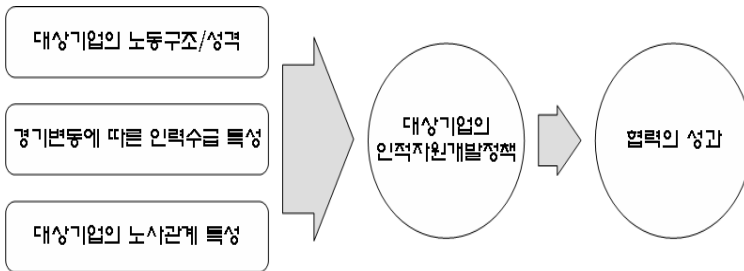 대상기업의 노동구조/성격
경기변동에 따른 인력수급 특성
대상기업의 노사관계 특성
대상기업의
인적자원개발정책
협력의 성과